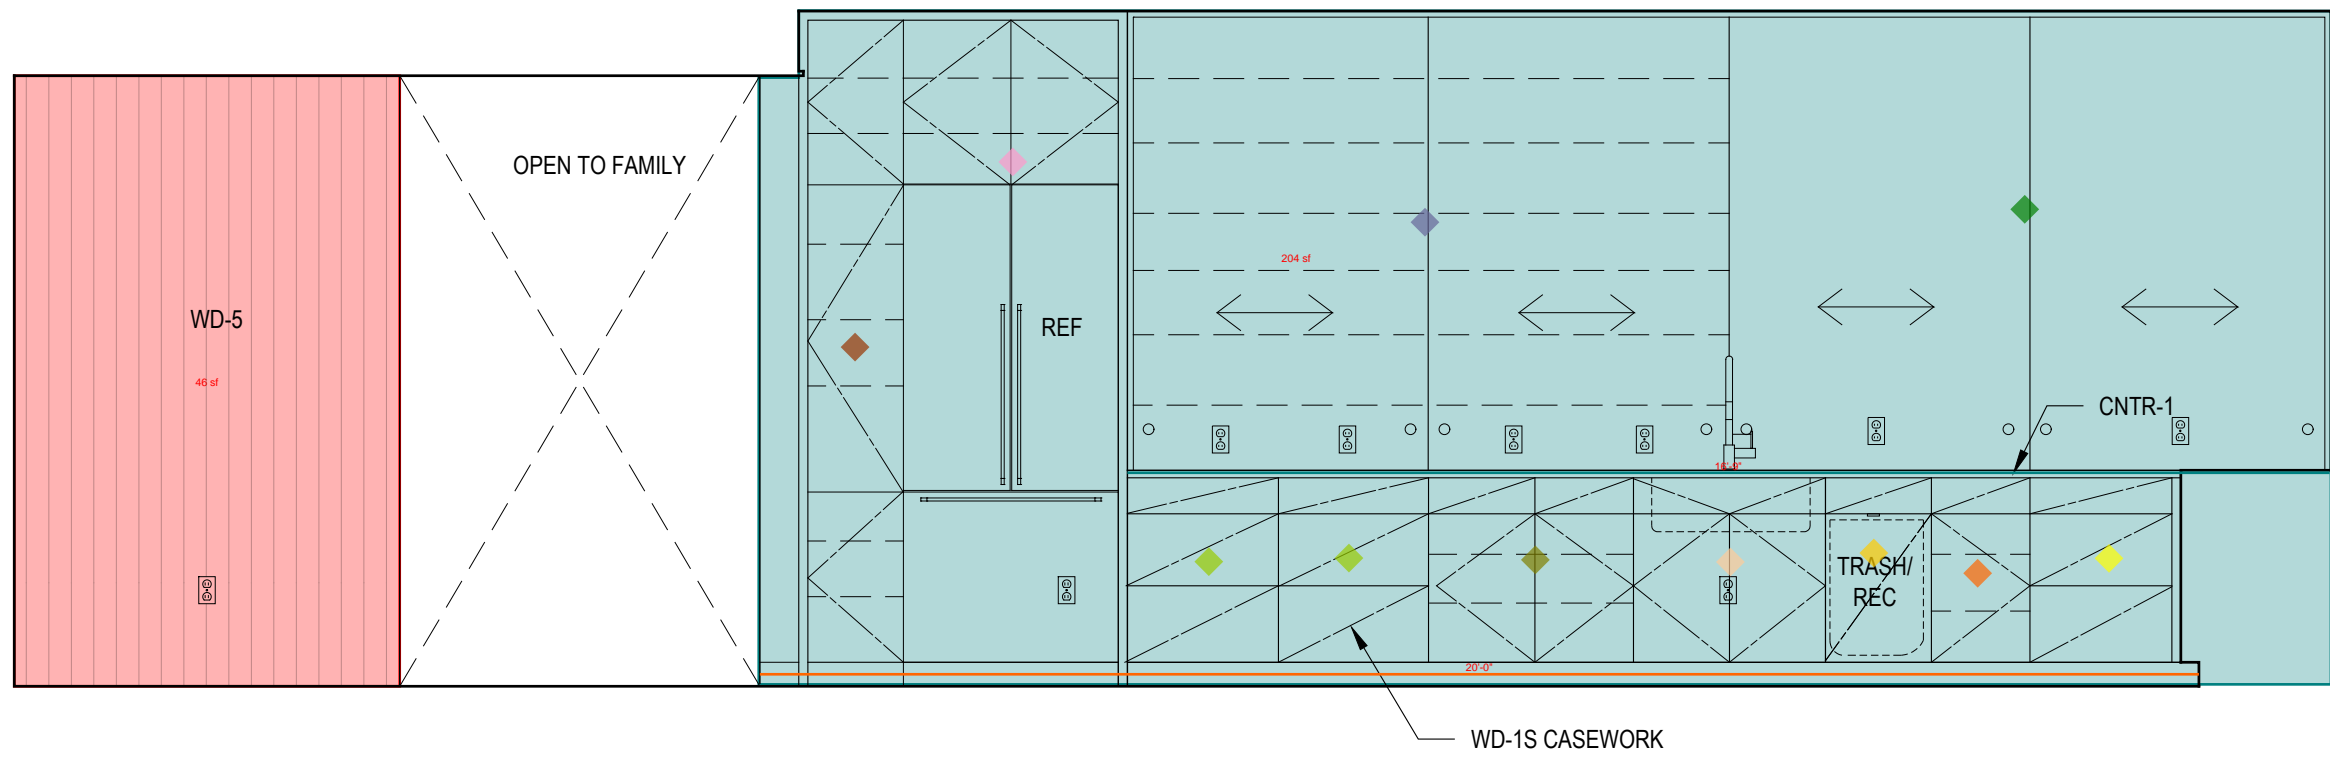 OPEN TO FAMILY
WD-5
46 sf
REF
204 sf
CNTR-1
16'-9"
TRASH/
REC
20'-0"
WD-1S CASEWORK